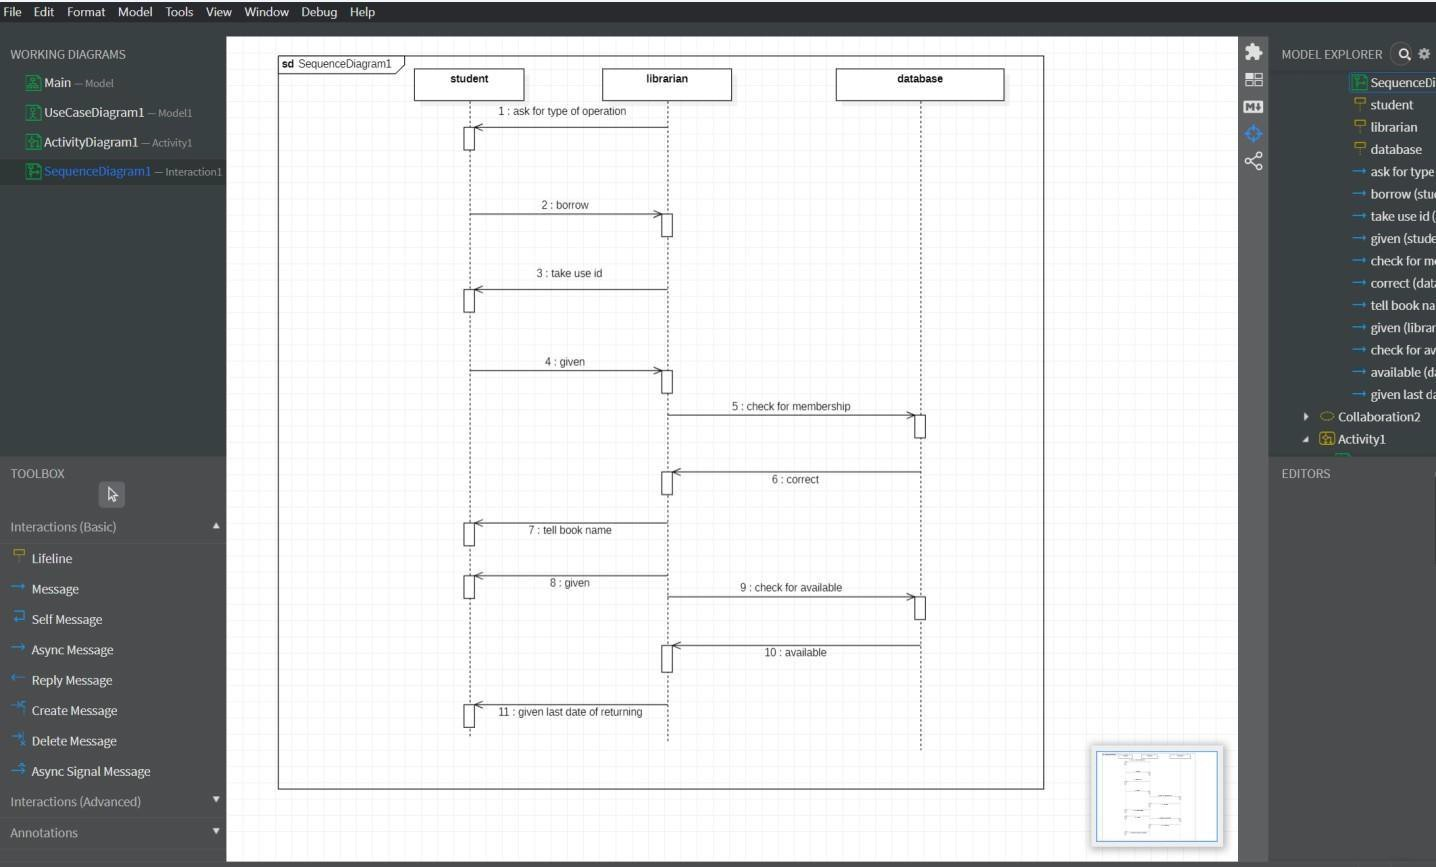 File Edit Format Model Tools View Window Debug Help
WORKING DIAGRAMS
Main — Model
UseCaseDiagram1 — Model1
ActivityDiagram1 — Activity1
SequenceDiagram1 — Interaction1
TOOLBOX
Interactions (Basic)
Lifeline
Message
Self Message
Async Message
Reply Message
Create Message
Delete Message
Async Signal Message
Interactions (Advanced)
Annotations
sd SequenceDiagram1
student
librarian
database
1 : ask for type of operation
2 : borrow
3 : take use id
4 : given
5 : check for membership
6 : correct
7 : tell book name
8 : given
9 : check for available
10 : available
11 : given last date of returning
M
MODEL EXPLORER
SequenceDi
student
librarian
database
ask for type
borrow (stu
take use id (
given (stude
check for m
correct (dat
tell book na
given (librar
check for av
available (d
given last da
Collaboration2
Activity1
EDITORS